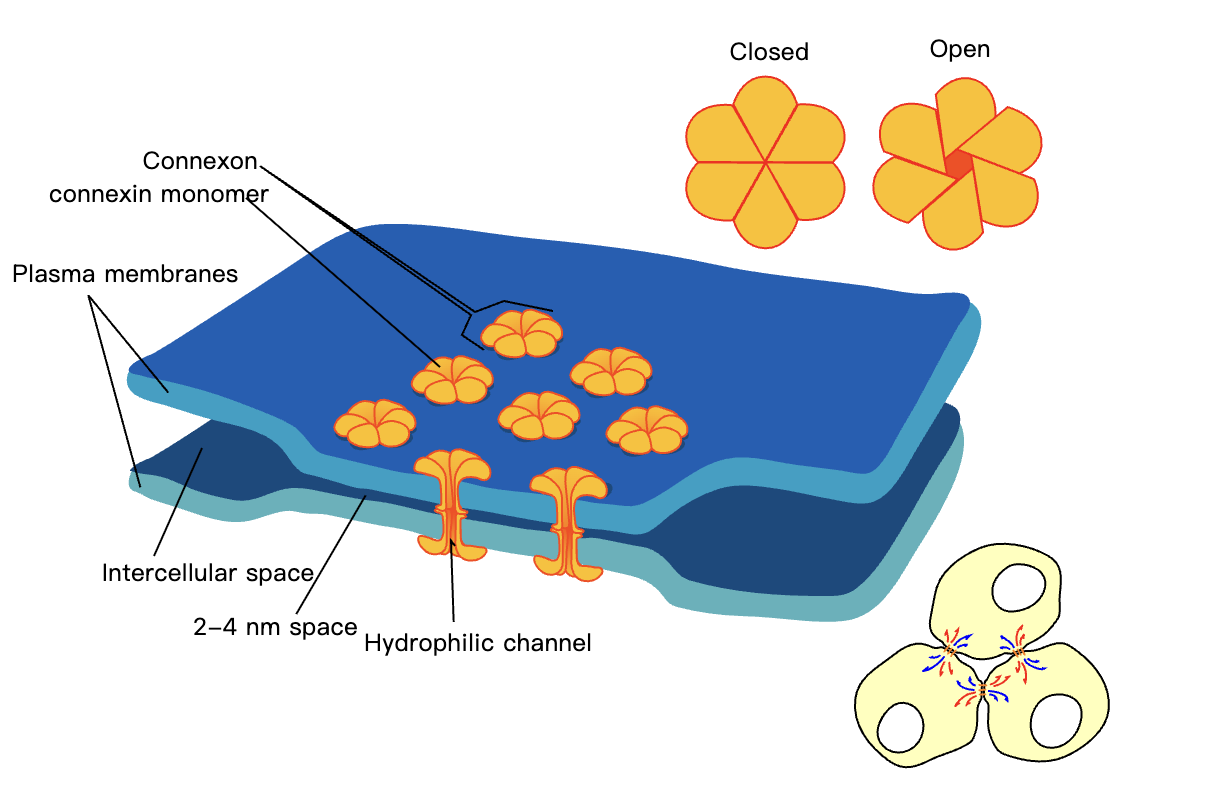 Closed
Open
Connexon
connexin monomer
Plasma membranes
Intercellular space
2–4 nm space
Hydrophilic channel